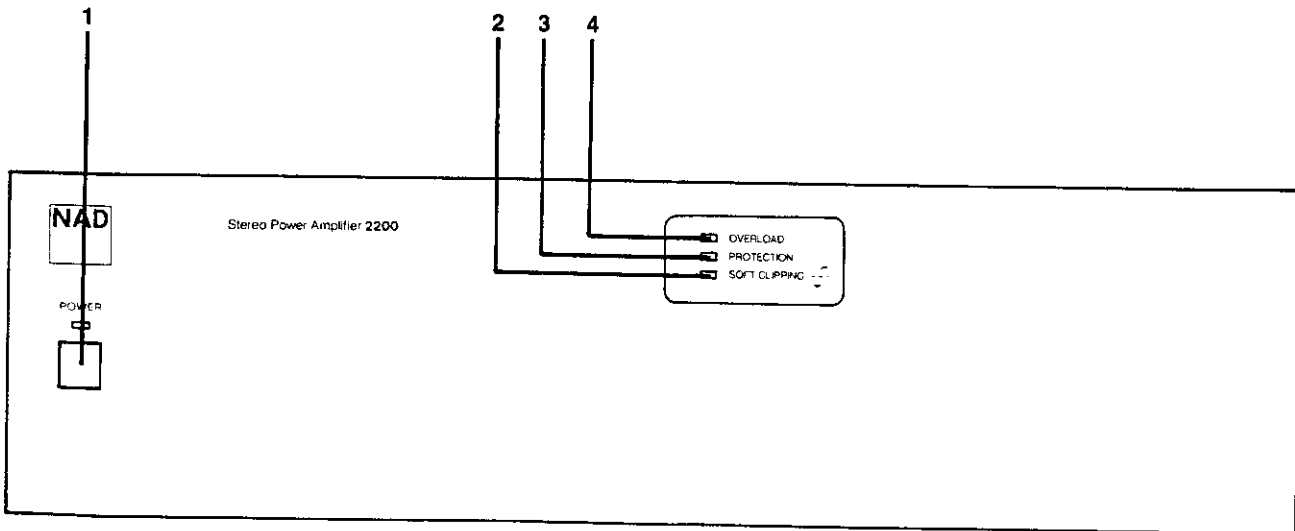 1
2 3 4
NAD
Stereo Power Amplifier 2200
OVERLOAD
PROTECTION
SOFT CLIPPING
POWER